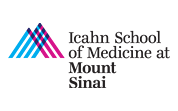 Icahn School
of Medicine at
Mount
Sinai